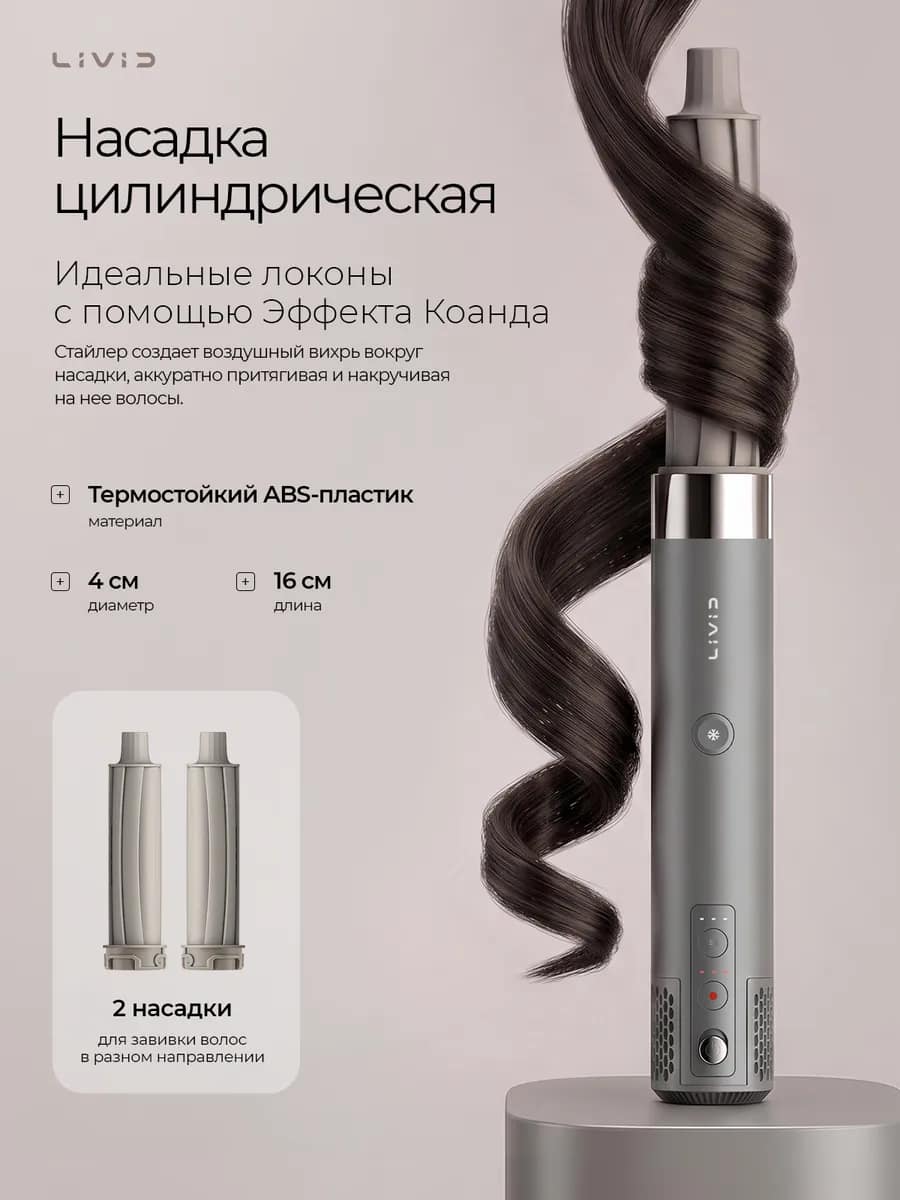 LIVID
Насадка
цилиндрическая
Идеальные локоны
с помощью Эффекта Коанда
Стайлер создает воздушный вихрь вокруг
насадки, аккуратно притягивая и накручивая
на нее волосы.
Термостойкий ABS-пластик
материал
4 см
диаметр
16 см
длина
LIVID
2 насадки
для завивки волос
в разном направлении